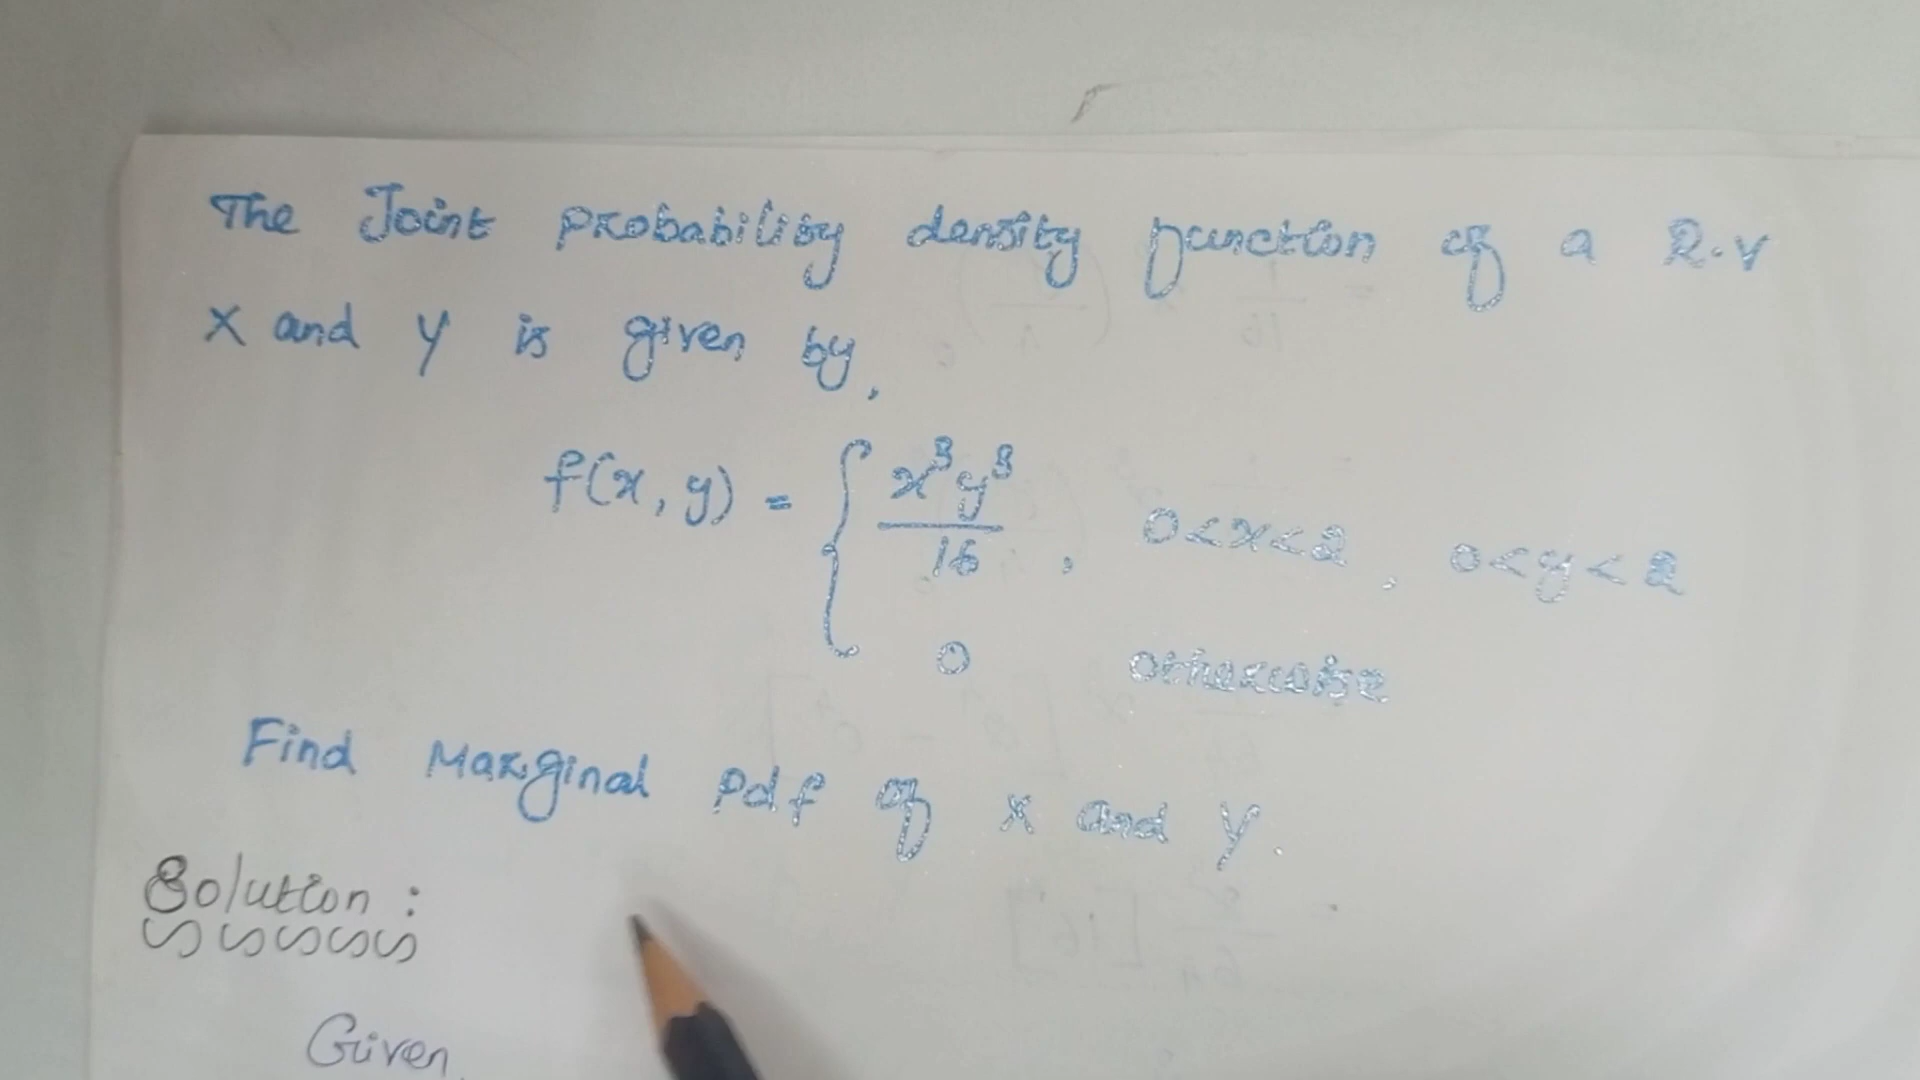 The Joint probability density function of a R.V
X and Y is given by,
f(x, y) = { x³y³/16 , 0<x<2 , 0<y<2
0 otherwise
Find Marginal Pdf of X and Y.
Solution :
Given